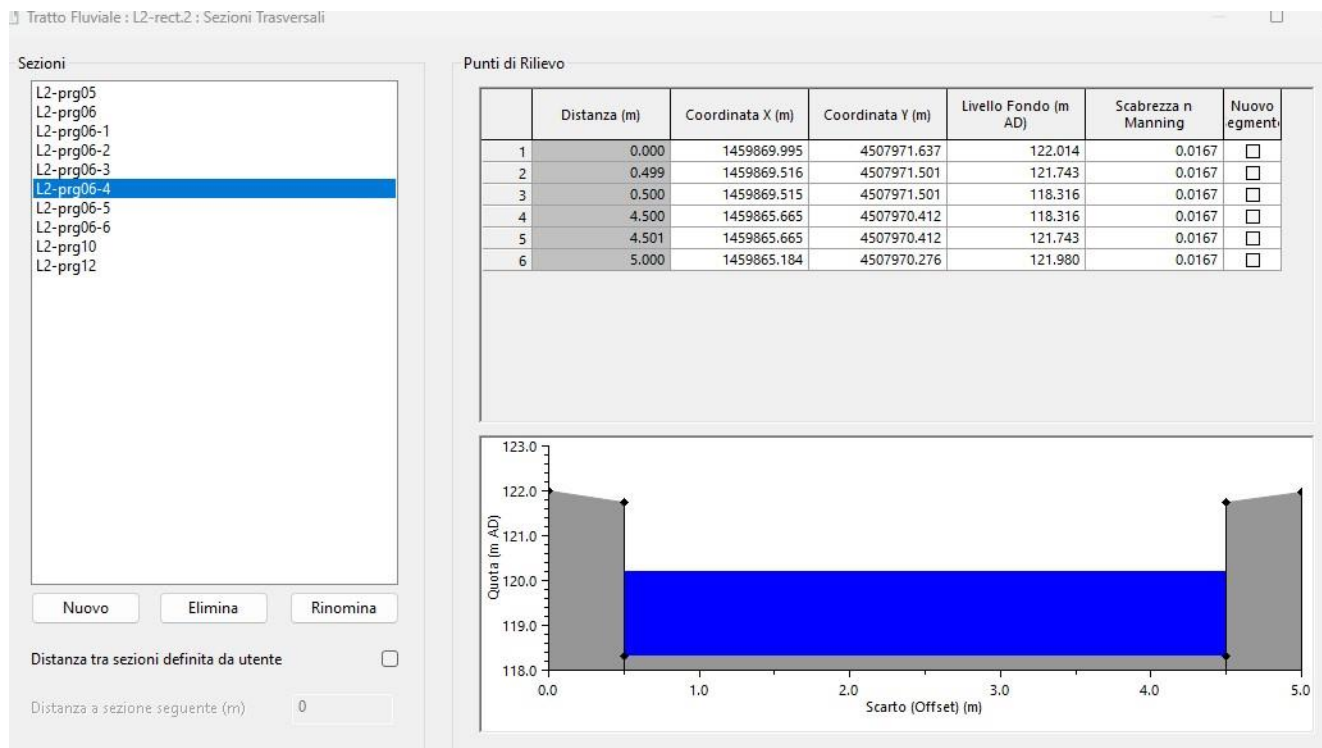 Tratto Fluviale : L2-rect.2 : Sezioni Trasversali
Sezioni
L2-prg05
L2-prg06
L2-prg06-1
L2-prg06-2
L2-prg06-3
L2-prg06-4
L2-prg06-5
L2-prg06-6
L2-prg10
L2-prg12
Nuovo Elimina Rinomina
Distanza tra sezioni definita da utente
Distanza a sezione seguente (m) 0
Punti di Rilievo
Distanza (m) Coordinata X (m) Coordinata Y (m) Livello Fondo (m AD) Scabrezza n Manning Nuovo egment
1 0.000 1459869.995 4507971.637 122.014 0.0167
2 0.499 1459869.516 4507971.501 121.743 0.0167
3 0.500 1459869.515 4507971.501 118.316 0.0167
4 4.500 1459865.665 4507970.412 118.316 0.0167
5 4.501 1459865.665 4507970.412 121.743 0.0167
6 5.000 1459865.184 4507970.276 121.980 0.0167
Quota (m AD)
123.0
122.0
121.0
120.0
119.0
118.0
0.0 1.0 2.0 3.0 4.0 5.0
Scarto (Offset) (m)